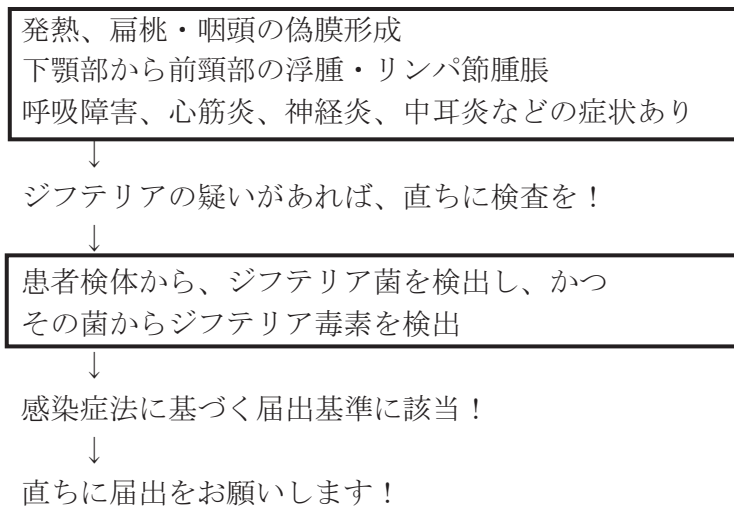 発熱、扁桃・咽頭の偽膜形成
下顎部から前頸部の浮腫・リンパ節腫脹
呼吸障害、心筋炎、神経炎、中耳炎などの症状あり
↓
ジフテリアの疑いがあれば、直ちに検査を！
↓
患者検体から、ジフテリア菌を検出し、かつ
その菌からジフテリア毒素を検出
↓
感染症法に基づく届出基準に該当！
↓
直ちに届出をお願いします！